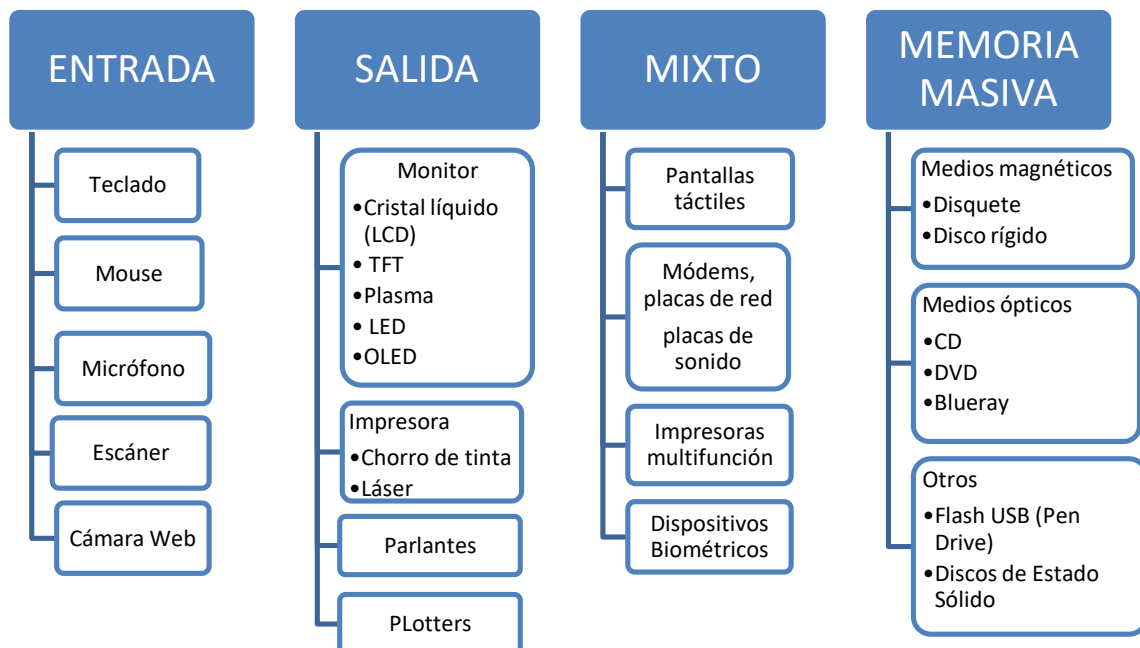 ENTRADA
Teclado
Mouse
Micrófono
Escáner
Cámara Web
SALIDA
Monitor
•Cristal líquido
(LCD)
• TFT
•Plasma
• LED
•OLED
Impresora
•Chorro de tinta
•Láser
Parlantes
PLotters
MIXTO
Pantallas
táctiles
Módems,
placas de red
placas de
sonido
Impresoras
multifunción
Dispositivos
Biométricos
MEMORIA
MASIVA
Medios magnéticos
•Disquete
•Disco rígido
Medios ópticos
•CD
•DVD
•Blueray
Otros
•Flash USB (Pen
Drive)
•Discos de Estado
Sólido